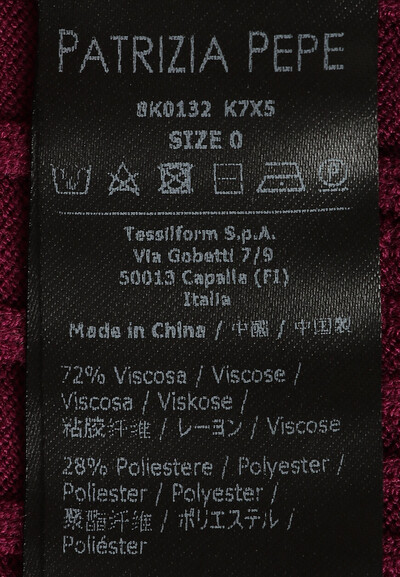 PATRIZIA PEPE
8K0132 K7X5
SIZE 0
Tessilform S.p.A.
Via Gobetti 7/9
50013 Capalle (FI)
Italia
Made in China / 中國 / 中国製
72% Viscosa / Viscose /
Viscosa / Viskose /
粘胶纤维 / レーヨン / Viscose
28% Poliestere / Polyester /
Poliester / Polyester /
聚酯纤维 / ポリエステル /
Poliéster